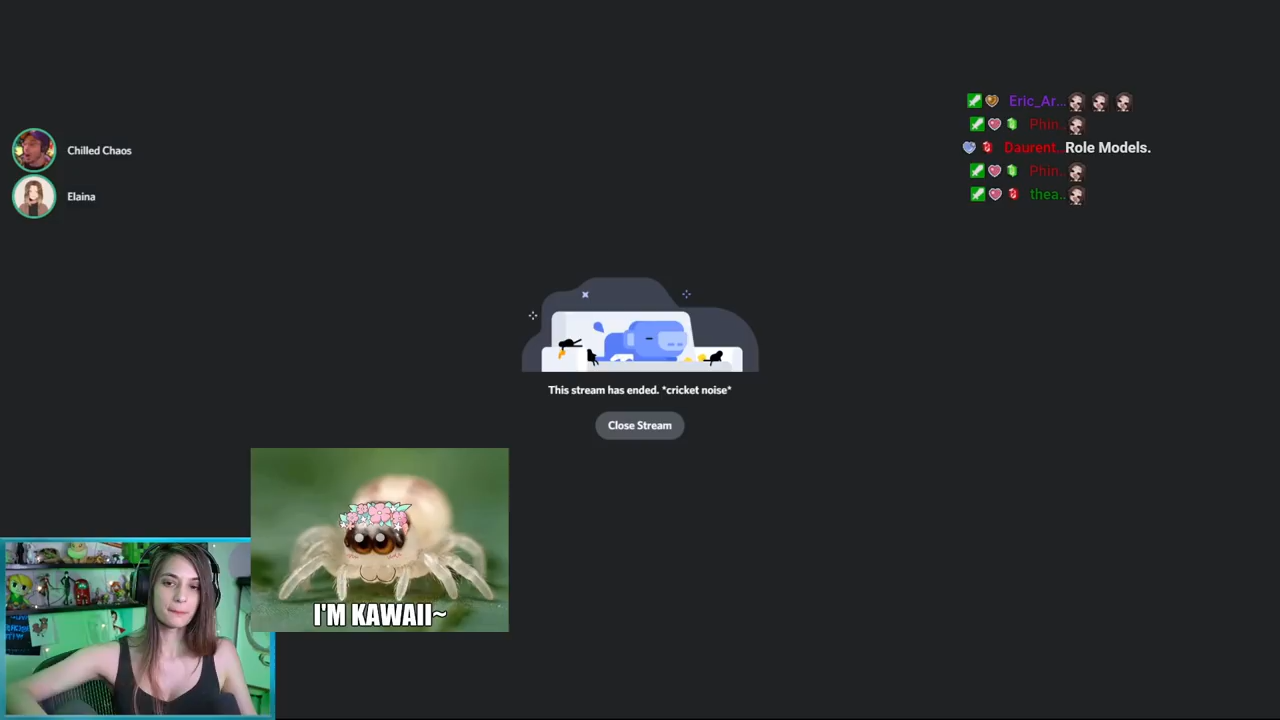 Eric_Ar...
Phin..
Chilled Chaos
Daurent.. Role Models.
Phin.
Elaina
thea..
This stream has ended. *cricket noise*
Close Stream
I'M KAWAII~